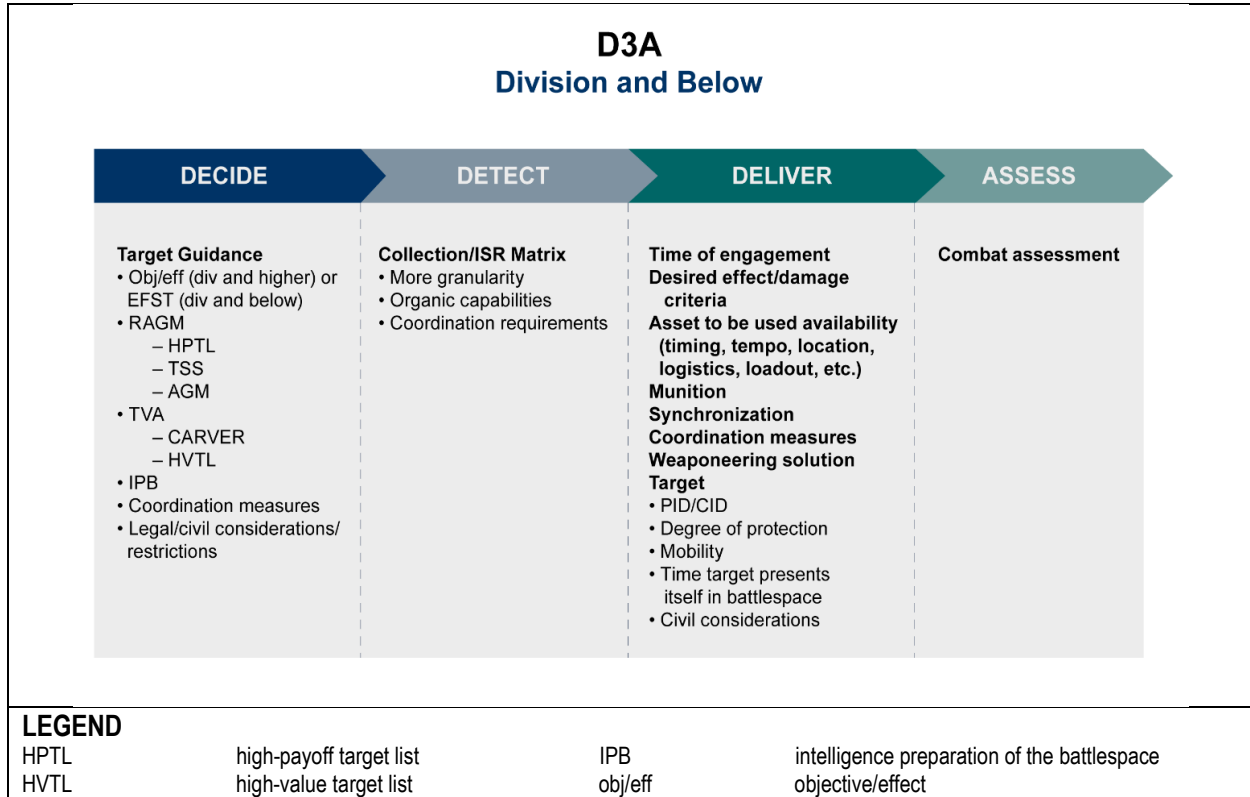 D3A
Division and Below
DECIDE
DETECT
DELIVER
ASSESS
Target Guidance
• Obj/eff (div and higher) or
EFST (div and below)
• RAGM
– HPTL
– TSS
– AGM
• TVA
– CARVER
– HVTL
• IPB
• Coordination measures
• Legal/civil considerations/
restrictions
Collection/ISR Matrix
• More granularity
• Organic capabilities
• Coordination requirements
Time of engagement
Desired effect/damage
criteria
Asset to be used availability
(timing, tempo, location,
logistics, loadout, etc.)
Munition
Synchronization
Coordination measures
Weaponeering solution
Target
• PID/CID
• Degree of protection
• Mobility
• Time target presents
itself in battlespace
• Civil considerations
Combat assessment
LEGEND
HPTL high-payoff target list IPB intelligence preparation of the battlespace
HVTL high-value target list obj/eff objective/effect